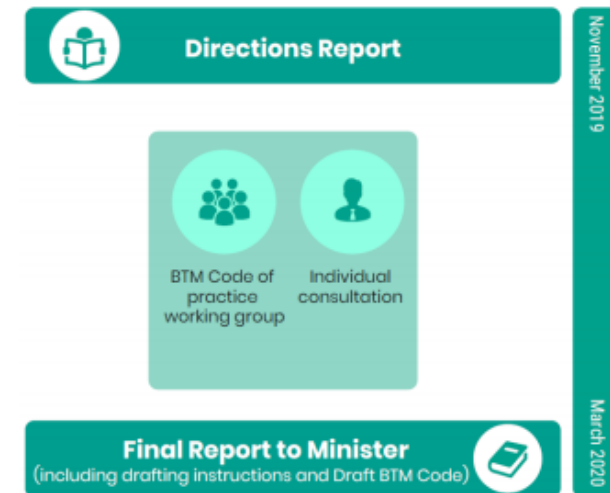 Directions Report
November 2019
BTM Code of
practice
working group
Individual
consultation
Final Report to Minister
(including drafting instructions and Draft BTM Code)
March 2020